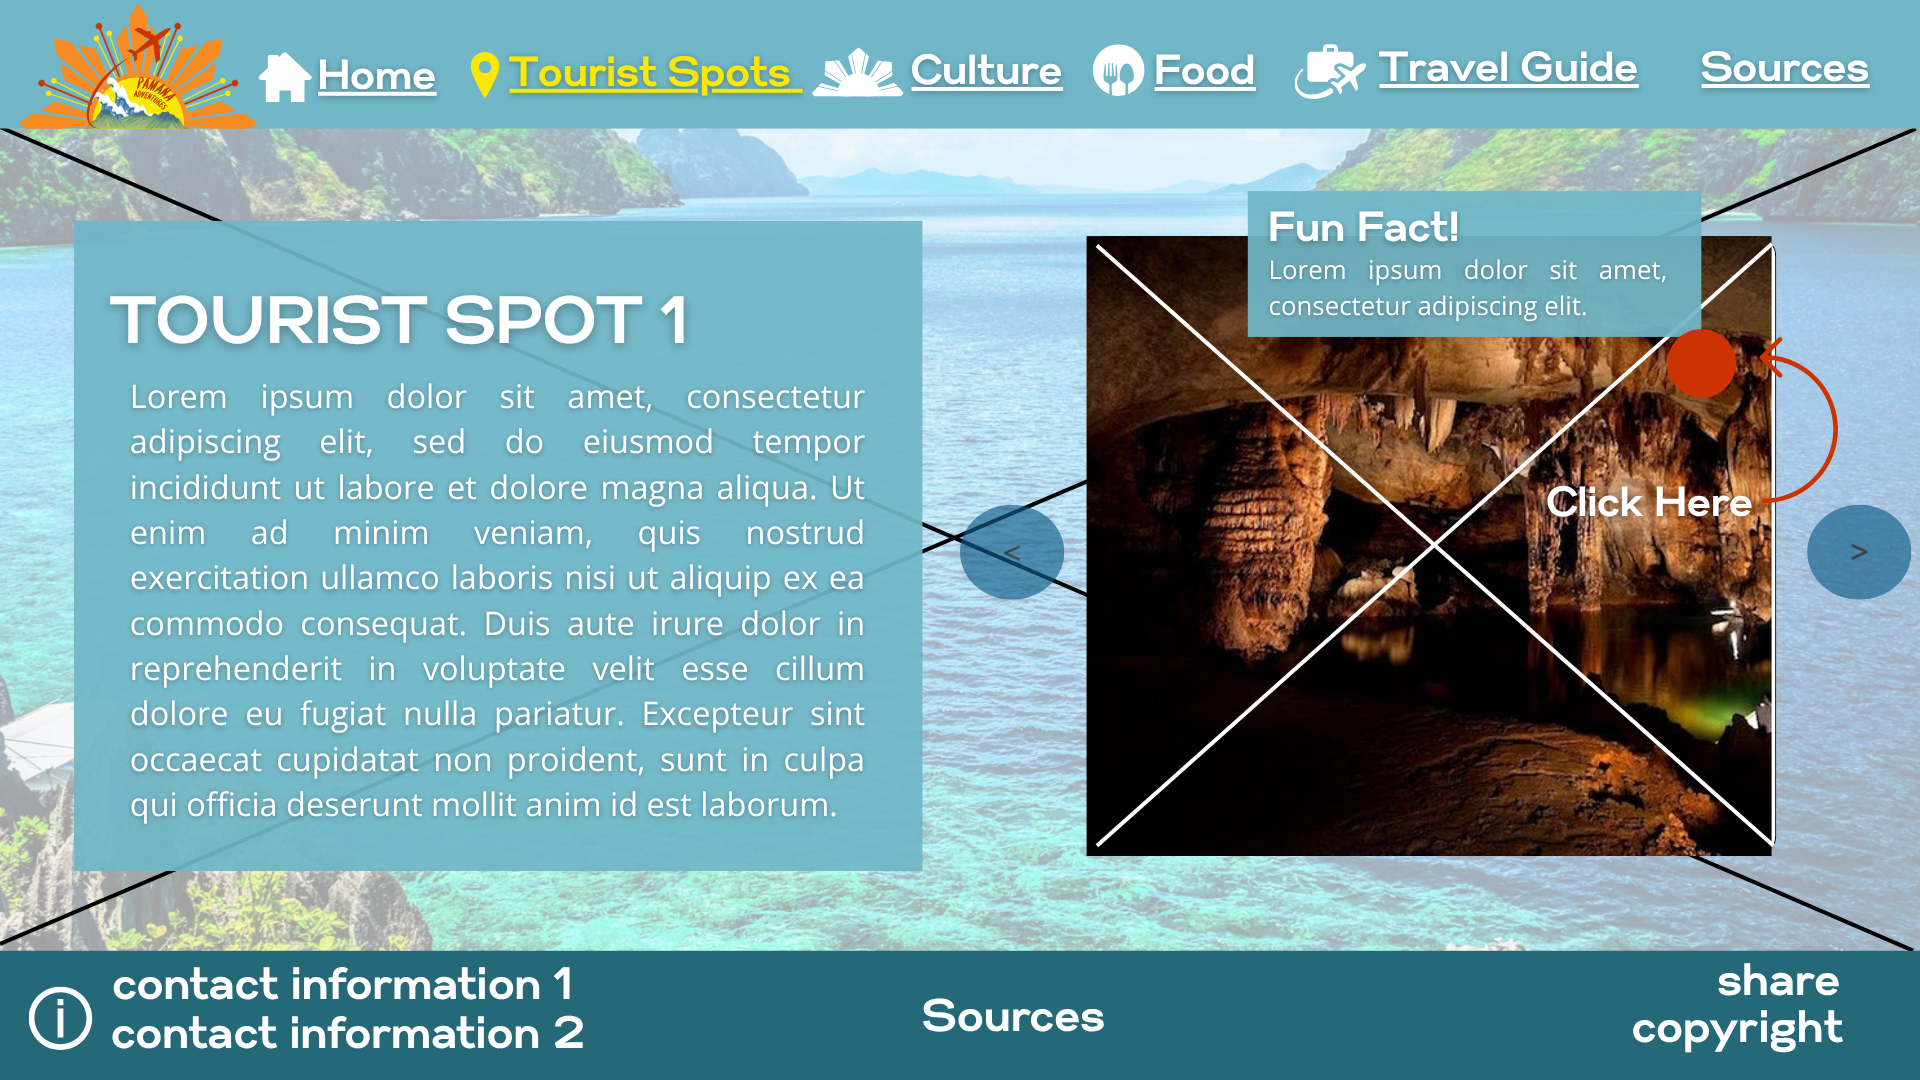 PAMANA
ADVENTURES
Home
Tourist Spots
Culture
Food
Travel Guide
Sources
TOURIST SPOT 1
Lorem ipsum dolor sit amet, consectetur
adipiscing elit, sed do eiusmod tempor
incididunt ut labore et dolore magna aliqua. Ut
enim ad minim veniam, quis nostrud
exercitation ullamco laboris nisi ut aliquip ex ea
commodo consequat. Duis aute irure dolor in
reprehenderit in voluptate velit esse cillum
dolore eu fugiat nulla pariatur. Excepteur sint
occaecat cupidatat non proident, sunt in culpa
qui officia deserunt mollit anim id est laborum.
Fun Fact!
Lorem ipsum dolor sit amet,
consectetur adipiscing elit.
Click Here
<
>
contact information 1
contact information 2
Sources
share
copyright